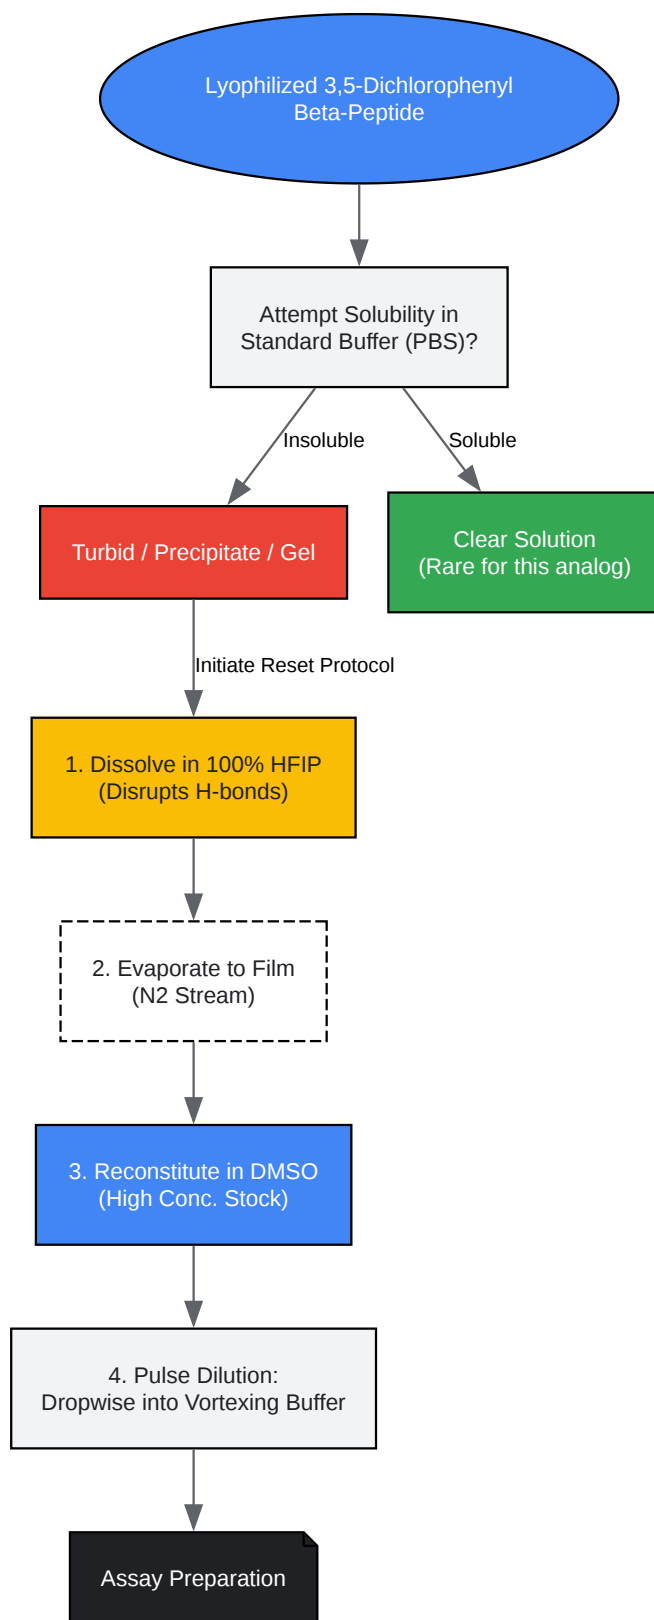 Lyophilized 3,5-Dichlorophenyl
Beta-Peptide
Attempt Solubility in
Standard Buffer (PBS)?
Insoluble
Soluble
Turbid / Precipitate / Gel
Clear Solution
(Rare for this analog)
Initiate Reset Protocol
1. Dissolve in 100% HFIP
(Disrupts H-bonds)
2. Evaporate to Film
(N2 Stream)
3. Reconstitute in DMSO
(High Conc. Stock)
4. Pulse Dilution:
Dropwise into Vortexing Buffer
Assay Preparation